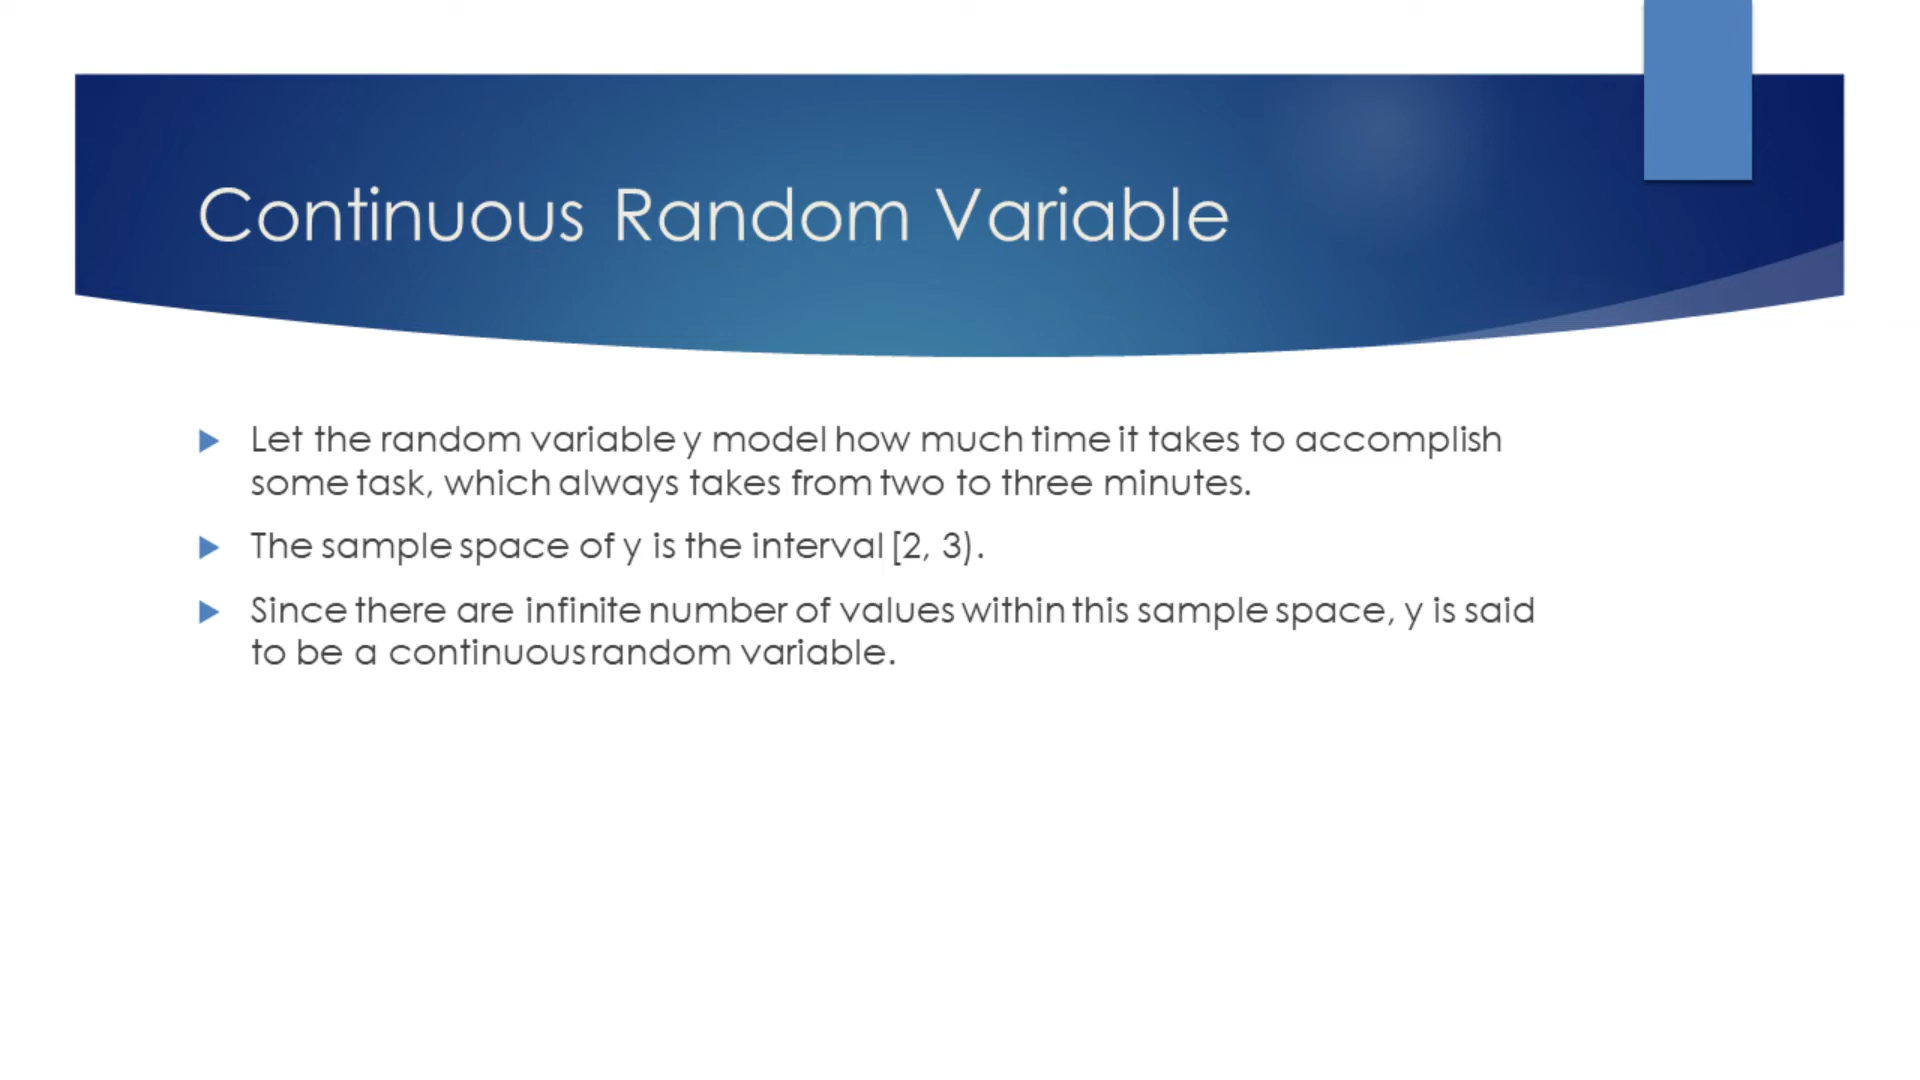 Continuous Random Variable
Let the random variable y model how much time it takes to accomplish
some task, which always takes from two to three minutes.
The sample space of y is the interval [2, 3).
Since there are infinite number of values within this sample space, y is said
to be a continuous random variable.